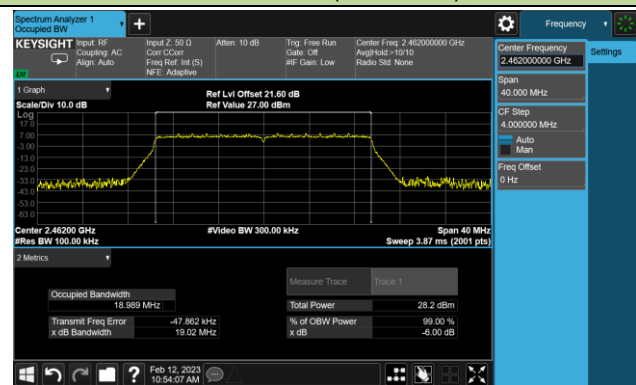 Spectrum Analyzer 1
Occupied BW
Frequency
KEYSIGHT
Input: RF
Coupling: AC
Align: Auto
Input Z: 50 Ω
Corr CCorr
Freq Ref: Int (S)
NFE: Adaptive
Atten: 10 dB
Trig: Free Run
Gate: Off
#IF Gain: Low
Center Freq: 2.462000000 GHz
Avg|Hold:>10/10
Radio Std: None
LXI
Center Frequency
2.462000000 GHz
Settings
Span
40.000 MHz
CF Step
4.000000 MHz
Auto
Man
Freq Offset
0 Hz
1 Graph
Scale/Div 10.0 dB
Ref Lvl Offset 21.60 dB
Ref Value 27.00 dBm
Log
17.0
7.00
-3.00
-13.0
-23.0
-33.0
-43.0
-53.0
-63.0
Center 2.46200 GHz
#Res BW 100.00 kHz
#Video BW 300.00 kHz
Span 40 MHz
Sweep 3.87 ms (2001 pts)
2 Metrics
Measure Trace
Trace 1
Occupied Bandwidth
18.989 MHz
Total Power
28.2 dBm
Transmit Freq Error
-47.862 kHz
% of OBW Power
99.00 %
x dB Bandwidth
19.02 MHz
x dB
-6.00 dB
?
Feb 12, 2023
10:54:07 AM